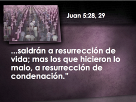 Juan 5:28, 29
...saldrán a resurrección de
vida; mas los que hicieron lo
malo, a resurrección de
condenación."